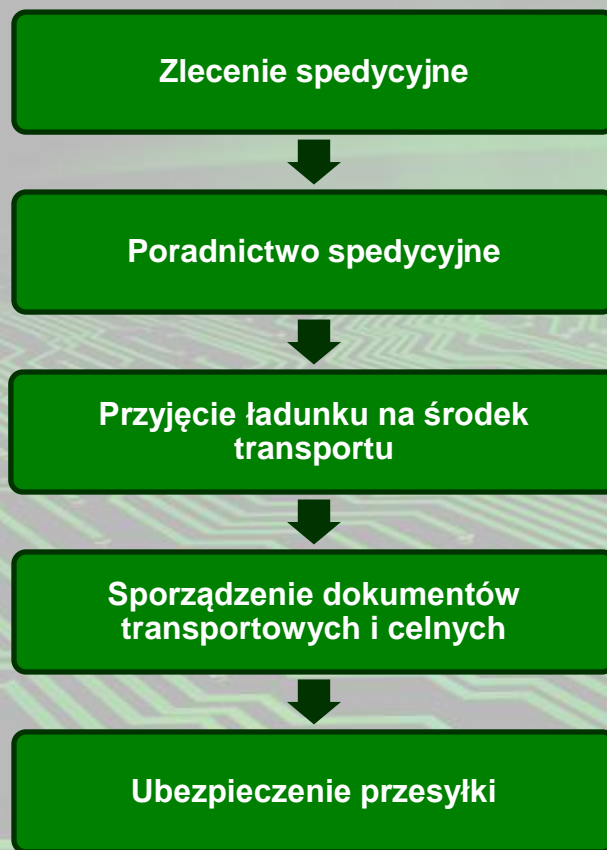 Zlecenie spedycyjne
Poradnictwo spedycyjne
Przyjęcie ładunku na środek
transportu
Sporządzenie dokumentów
transportowych i celnych
Ubezpieczenie przesyłki